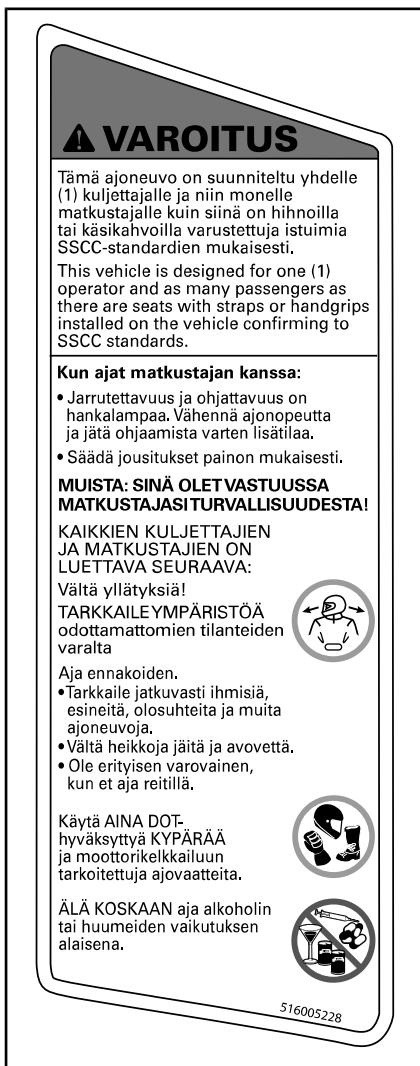 VAROITUS
Tämä ajoneuvo on suunniteltu yhdelle
(1) kuljettajalle ja niin monelle
matkustajalle kuin siinä on hihnoilla
tai käsikahvoilla varustettuja istuimia
SSCC-standardien mukaisesti.
This vehicle is designed for one (1)
operator and as many passengers as
there are seats with straps or handgrips
installed on the vehicle confirming to
SSCC standards.
Kun ajat matkustajan kanssa:
• Jarrutettavuus ja ohjattavuus on
hankalampaa. Vähennä ajonopeutta
ja jätä ohjaamista varten lisätilaa.
• Säädä jousitukset painon mukaisesti.
MUISTA: SINÄ OLET VASTUUSSA
MATKUSTAJASI TURVALLISUUDESTA!
KAIKKIEN KULJETTAJIEN
JA MATKUSTAJIEN ON
LUETTAVA SEURAAVA:
Vältä yllätyksiä!
TARKKAILE YMPÄRISTÖÄ
odottamattomien tilanteiden
varalta
Aja ennakoiden.
• Tarkkaile jatkuvasti ihmisiä,
esineitä, olosuhteita ja muita
ajoneuvoja.
• Vältä heikkoja jäitä ja avovettä.
• Ole erityisen varovainen,
kun et aja reitillä.
Käytä AINA DOT-
hyväksyttyä KYPÄRÄÄ
ja moottorikelkkailuun
tarkoitettuja ajovaatteita.
ÄLÄ KOSKAAN aja alkoholin
tai huumeiden vaikutuksen
alaisena.
516005228